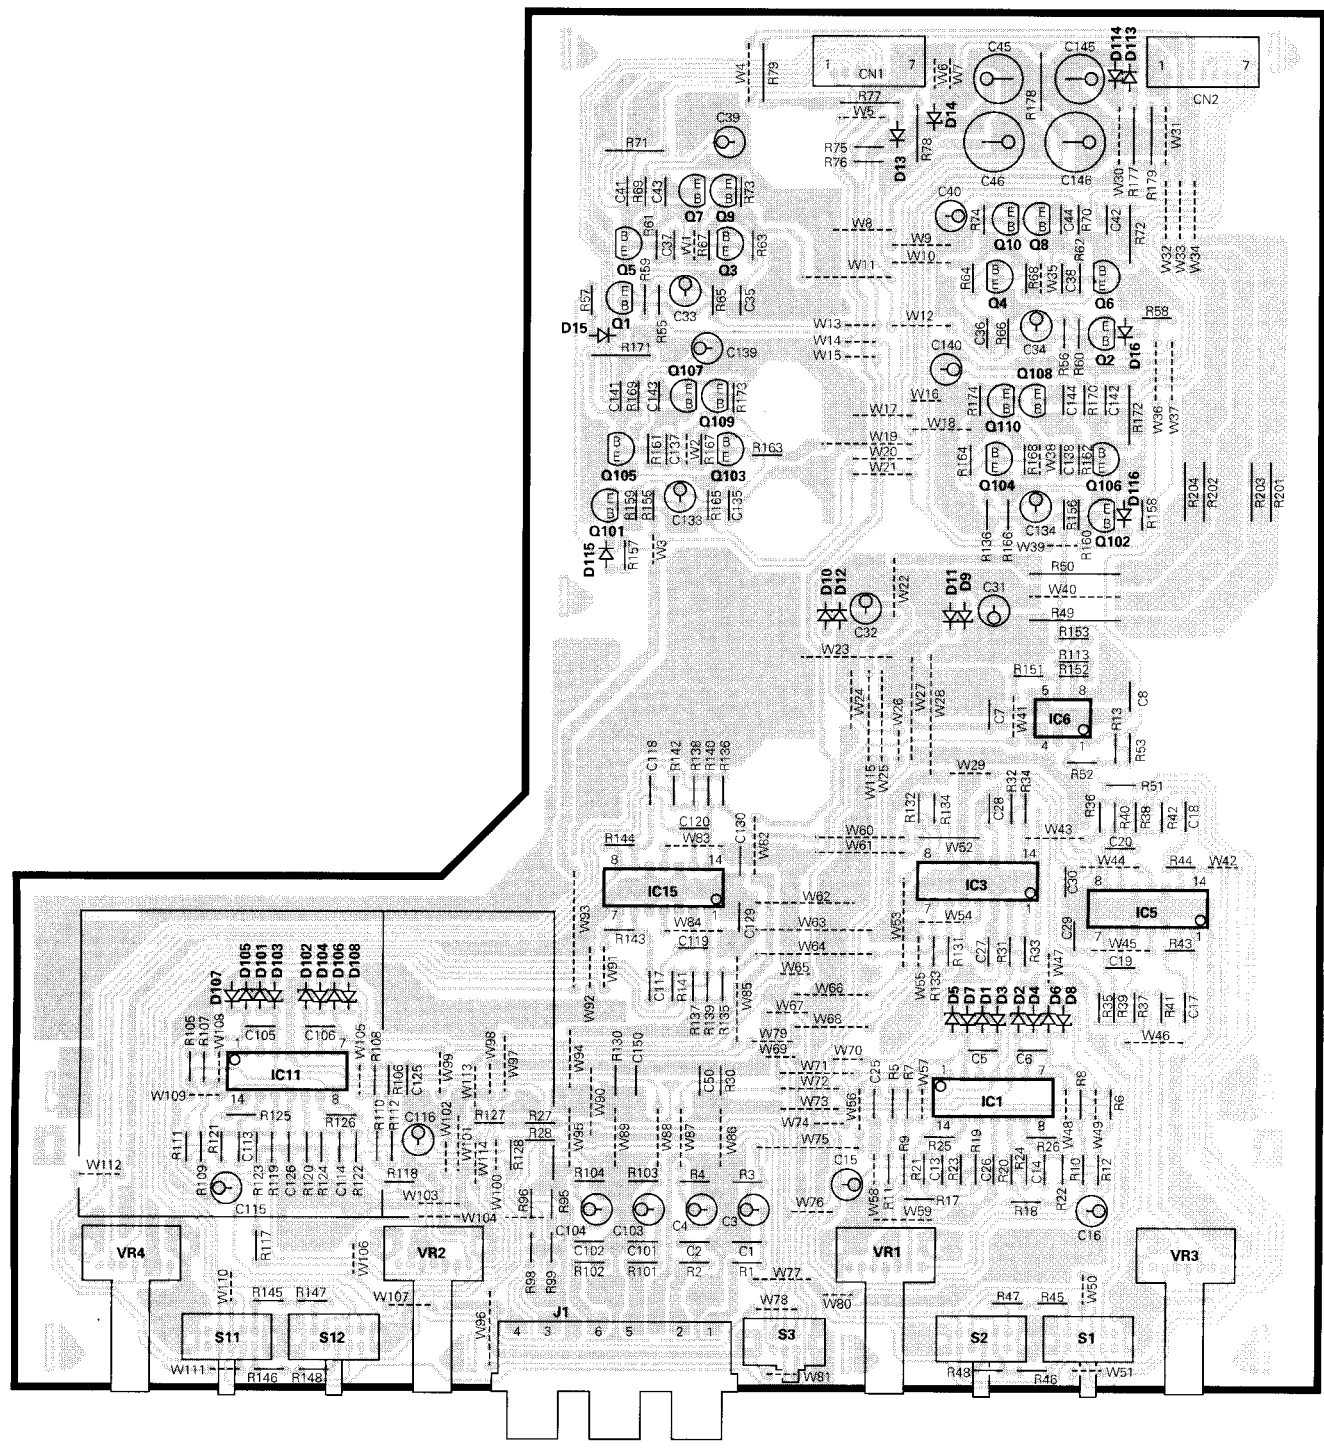 C45 C145 D114 D113
W4 R79 1 CN1 7 W6 W7 R178 1 7
CN2
R77
W5 D14
C39
R71 R75 R76 D13 R78 W31
C46 C146 W30 R177 R179
C41 R69 C43 Q7 Q9 R73 C40
R74 Q10 Q8 C44 R70 C42 R72
R61 W8
Q5 C37 W1 R67 Q3 R63 W9 R62 W32 W33 W34
R59 W10
W11 R64 Q4 R68 W35 C38 Q6
R57 Q1 R55 C33 R65 C35
D15 W13 W12 C36 R66 C34 R56 R60 Q2 D16 R58
R171 C139 W14 C140
W15
Q107 Q108
C141 R169 C143 R173 W16 R174 C144 R170 C142 R172 W36 W37
Q109 W17 Q110
W18
R161 C137 W2 R167 R163 W19 R164 R168 W38 C138 R162
Q105 Q103 W20
W21 Q104 Q106
R159 R165 C135 D116 R204 R202 R203 R201
Q101 C133 R136 R166 C134 R156 R158
Q102
D115 R157 W3 W39 R160
R50
D10 D12 W22 D11 D9 C31 W40
C32 R49
R153
W23 R113
R151 R152
W24 W26 W27 W28 C7 W41 5 8 C8
IC6 R13
4 1 R53
C118 R142 R138 R140 R136 W115 W25 W29 R32 R34 R52
R51
R132 R134 C28 R36 R40 R38 R42 C18
C120 C130 W82 W60 W43
R144 W83 W61 W52 C20
8 14 8 14 C30 W44 R44 W42
IC15 IC3 8 14
W93 7 1 W62 7 1 IC5
W84 C129 W63 W53 W54 C29 7 1
R143 C119 W64 W45 R43
W91 R131 C27 R31 R33 W47 C19
D107 D105 D101 D103 D102 D104 D106 D108
W92 C117 R141 W85 W65 W55 R133
W66 D5 D7 D1 D3 D2 D4 D6 D8 R35 R39 R37 R41 C17
R137 R139 R135 W67
R105 R107 W108 C105 C106 W105 R108 W68
W98 W97 W94 R130 C150 W79 C5 C6 W46
1 7 W99 W69 W70
IC11 R106 C125 W113 C50 R30 W71 C25 R5 R7 W57 1 7
W109 14 8 W90 W72 IC1 R8 R6
R125 R126 R110 R112 C116 W102 R127 R27 W73 W56 14 8
R111 R121 C113 W101 R28 W95 W89 W88 W87 W86 W74 R9 R25 R19 R26 W48 W49
W75
W112 R109 R123 R119 C126 R120 R124 C114 R122 R118 W114 W100 R128 R104 R103 R4 R3 C15 R21 C13 R23 C26 R20 R24 C14 R10 R12
W103 R96 R95 W76 W58 R11 R17 R18 R22
C115 W104 C104 C103 C4 C3 W59 C16
VR4 R117 W106 VR2 C102 C101 C2 C1 VR1 VR3
R98 R99 R102 R101 R2 R1
W110 W77 W50
R145 R147 W107 W80 R47 R45
J1 W78
S11 S12 W96 4 3 6 5 2 1 S3 S2 S1
W111 R146 R148 W81 R48 R46 W51